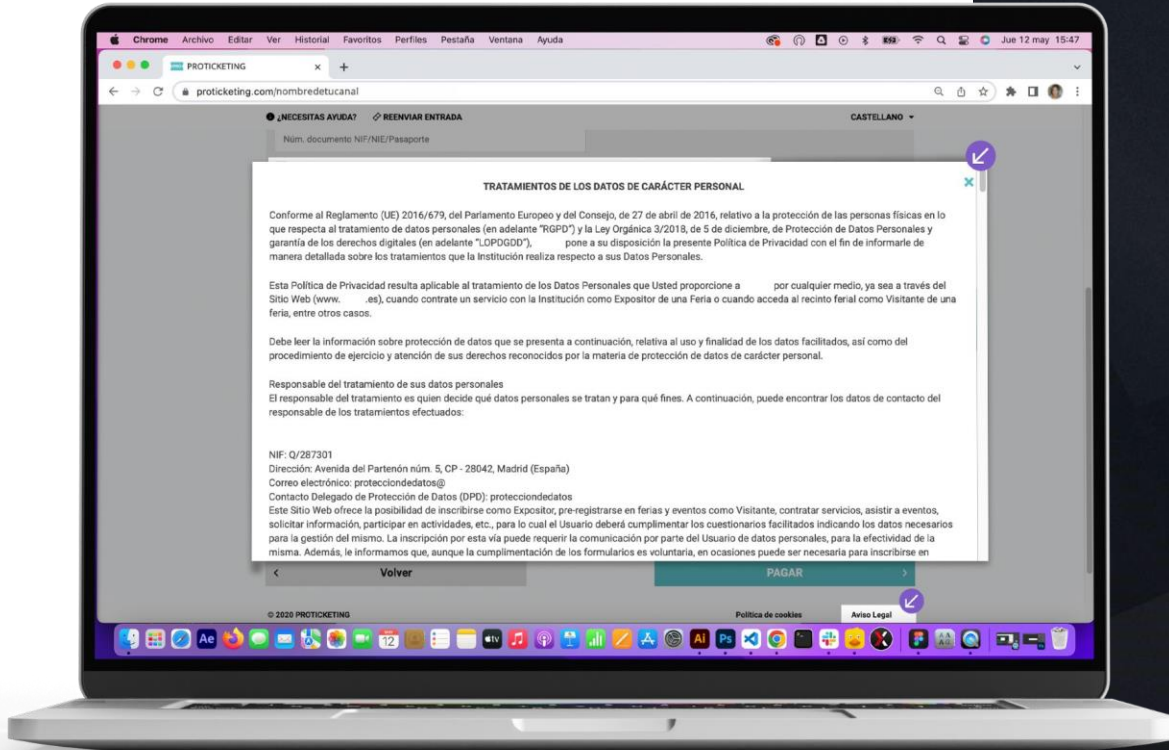 Chrome Archivo Editar Ver Historial Favoritos Perfiles Pestaña Ventana Ayuda
Jue 12 may 15:47
PROTICKETING
proticketing.com/nombredetucanal
¿NECESITAS AYUDA? REENVIAR ENTRADA CASTELLANO
Núm. documento NIF/NIE/Pasaporte
TRATAMIENTOS DE LOS DATOS DE CARÁCTER PERSONAL
Conforme al Reglamento (UE) 2016/679, del Parlamento Europeo y del Consejo, de 27 de abril de 2016, relativo a la protección de las personas físicas en lo
que respecta al tratamiento de datos personales (en adelante "RGPD") y la Ley Orgánica 3/2018, de 5 de diciembre, de Protección de Datos Personales y
garantía de los derechos digitales (en adelante "LOPDGDD"), pone a su disposición la presente Política de Privacidad con el fin de informarle de
manera detallada sobre los tratamientos que la Institución realiza respecto a sus Datos Personales.
Esta Política de Privacidad resulta aplicable al tratamiento de los Datos Personales que Usted proporcione a por cualquier medio, ya sea a través del
Sitio Web (www. .es), cuando contrate un servicio con la Institución como Expositor de una Feria o cuando acceda al recinto ferial como Visitante de una
feria, entre otros casos.
Debe leer la información sobre protección de datos que se presenta a continuación, relativa al uso y finalidad de los datos facilitados, así como del
procedimiento de ejercicio y atención de sus derechos reconocidos por la materia de protección de datos de carácter personal.
Responsable del tratamiento de sus datos personales
El responsable del tratamiento es quien decide qué datos personales se tratan y para qué fines. A continuación, puede encontrar los datos de contacto del
responsable de los tratamientos efectuados:
NIF: Q/287301
Dirección: Avenida del Partenón núm. 5, CP - 28042, Madrid (España)
Correo electrónico: protecciondedatos@
Contacto Delegado de Protección de Datos (DPD): protecciondedatos
Este Sitio Web ofrece la posibilidad de inscribirse como Expositor, pre-registrarse en ferias y eventos como Visitante, contratar servicios, asistir a eventos,
solicitar información, participar en actividades, etc., para lo cual el Usuario deberá cumplimentar los cuestionarios facilitados indicando los datos necesarios
para la gestión del mismo. La inscripción por esta vía puede requerir la comunicación por parte del Usuario de datos personales, para la efectividad de la
misma. Además, le informamos que, aunque la cumplimentación de los formularios es voluntaria, en ocasiones puede ser necesaria para inscribirse en
Volver PAGAR
© 2020 PROTICKETING Política de cookies Aviso Legal
Ae 12 tv Ai Ps